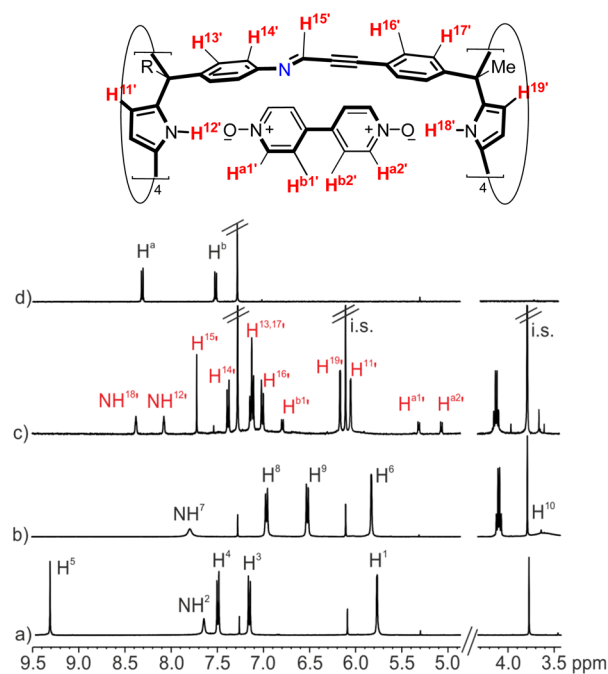 H15'
H13' H14' H16' H17'
R N Me
H11' H19'
N H12' O − N + N + O − H18' N
Ha1' Hb1' Hb2' Ha2'
4 4
Ha Hb
d)
i.s. i.s.
H13,17' H15' H14' H16' H19' H11'
NH18' NH12' Hb1' Ha1' Ha2'
c)
H8 H9 H6
NH7 H10
b)
H5 H4 H3 H1
NH2
a)
9.5 9.0 8.5 8.0 7.5 7.0 6.5 6.0 5.5 5.0 4.0 3.5 ppm